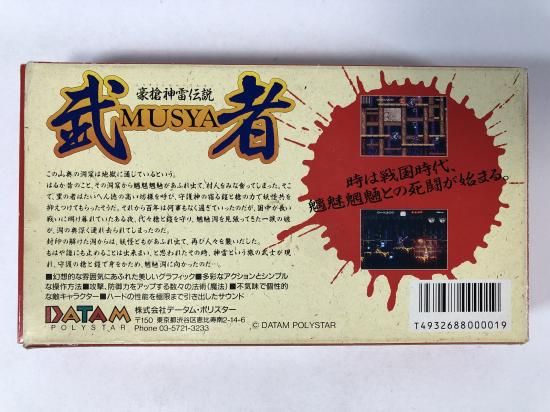 豪槍神雷伝説
武者
MUSYA
この山奥の洞窟は地獄に通じているという。
はるか昔のこと、その洞窟から魑魅魍魎があふれ出て、村人をみな食ってしまった。そこ
で、里の者はたいへん徳の高い坊様を呼び、守護神の宿る鎧と槍の力で妖怪共を
抑えつけてもらったそうだ。それから百年は何事もなく過ぎていったのだが、国中が長い
戦いに明け暮れていたある夜、代々槍と鎧を守り、魑魅洞を見張ってきた一族の娘
が、洞の奥深く連れ去られてしまったのだ。
封印の解けた洞からは、妖怪どもがあふれ出て、再び人々を襲いだした。
もはや誰にも止めることは出来まい、と思われたその時、神雷という旅の武士が現
れ、守護の槍と鎧で身をかため、魑魅洞に向かったのだ。
■幻想的な雰囲気にあふれた美しいグラフィック■多彩なアクションとシンプル
な操作方法■攻撃、防御力をアップする数々の法術(魔法)■不気味で個性的
な敵キャラクター■ハードの性能を極限まで引き出したサウンド
時は戦国時代、
魑魅魍魎との死闘が始まる。
DATAM
POLYSTAR
株式会社データム・ポリスター
〒150 東京都渋谷区恵比寿南2-14-6
Phone 03-5721-3233
© DATAM POLYSTAR
T4932688000019